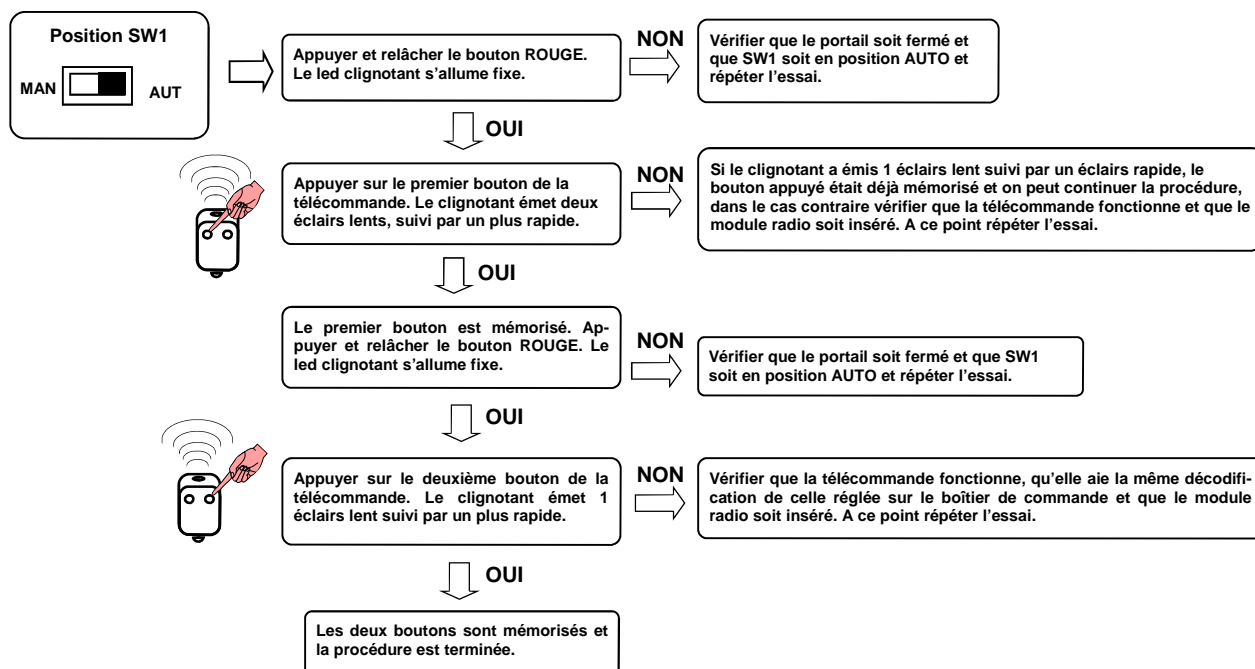 Position SW1
MAN
AUT
Appuyer et relâcher le bouton ROUGE.
Le led clignotant s’allume fixe.
NON
Vérifier que le portail soit fermé et
que SW1 soit en position AUTO et
répéter l’essai.
OUI
Appuyer sur le premier bouton de la
télécommande. Le clignotant émet deux
éclairs lents, suivi par un plus rapide.
NON
Si le clignotant a émis 1 éclairs lent suivi par un éclairs rapide, le
bouton appuyé était déjà mémorisé et on peut continuer la procédure,
dans le cas contraire vérifier que la télécommande fonctionne et que le
module radio soit inséré. A ce point répéter l’essai.
OUI
Le premier bouton est mémorisé. Ap-
puyer et relâcher le bouton ROUGE. Le
led clignotant s’allume fixe.
NON
Vérifier que le portail soit fermé et que SW1
soit en position AUTO et répéter l’essai.
OUI
Appuyer sur le deuxième bouton de la
télécommande. Le clignotant émet 1
éclairs lent suivi par un plus rapide.
NON
Vérifier que la télécommande fonctionne, qu’elle aie la même décodifi-
cation de celle réglée sur le boîtier de commande et que le module
radio soit inséré. A ce point répéter l’essai.
OUI
Les deux boutons sont mémorisés et
la procédure est terminée.